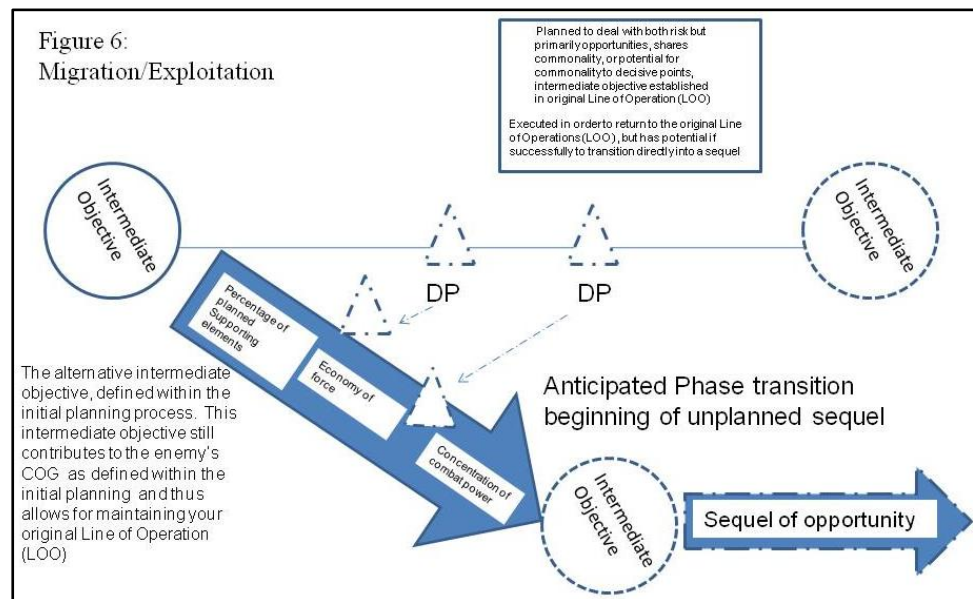 Figure 6:
Migration/Exploitation
Planned to deal with both risk but
primarily opportunities, shares
commonality, or potential for
commonality to decisive points,
intermediate objective established
in original Line of Operation (LOO)
Executed in order to return to the original Line
of Operations (LOO), but has potential if
successfully to transition directly into a sequel
Intermediate
Objective
Intermediate
Objective
DP
DP
Percentage of
planned
Supporting
elements
Economy of
force
Concentration of
combat power
The alternative intermediate
objective, defined within the
initial planning process. This
intermediate objective still
contributes to the enemy's
COG as defined within the
initial planning and thus
allows for maintaining your
original Line of Operation
(LOO)
Anticipated Phase transition
beginning of unplanned sequel
Intermediate
Objective
Sequel of opportunity